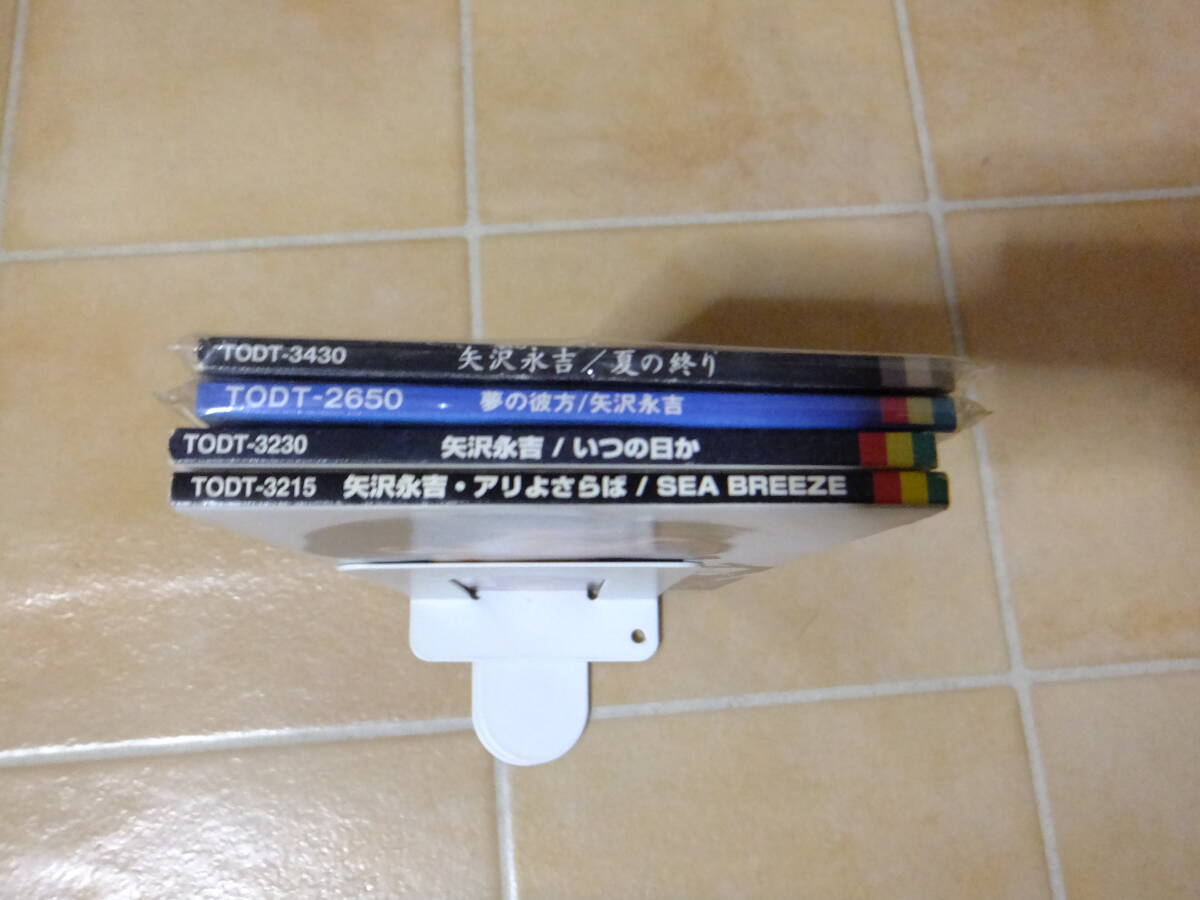 TODT-3430 矢沢永吉/夏の終り
TODT-2650 夢の彼方/矢沢永吉
TODT-3230 矢沢永吉 / いつの日か
TODT-3215 矢沢永吉・アリよさらば / SEA BREEZE